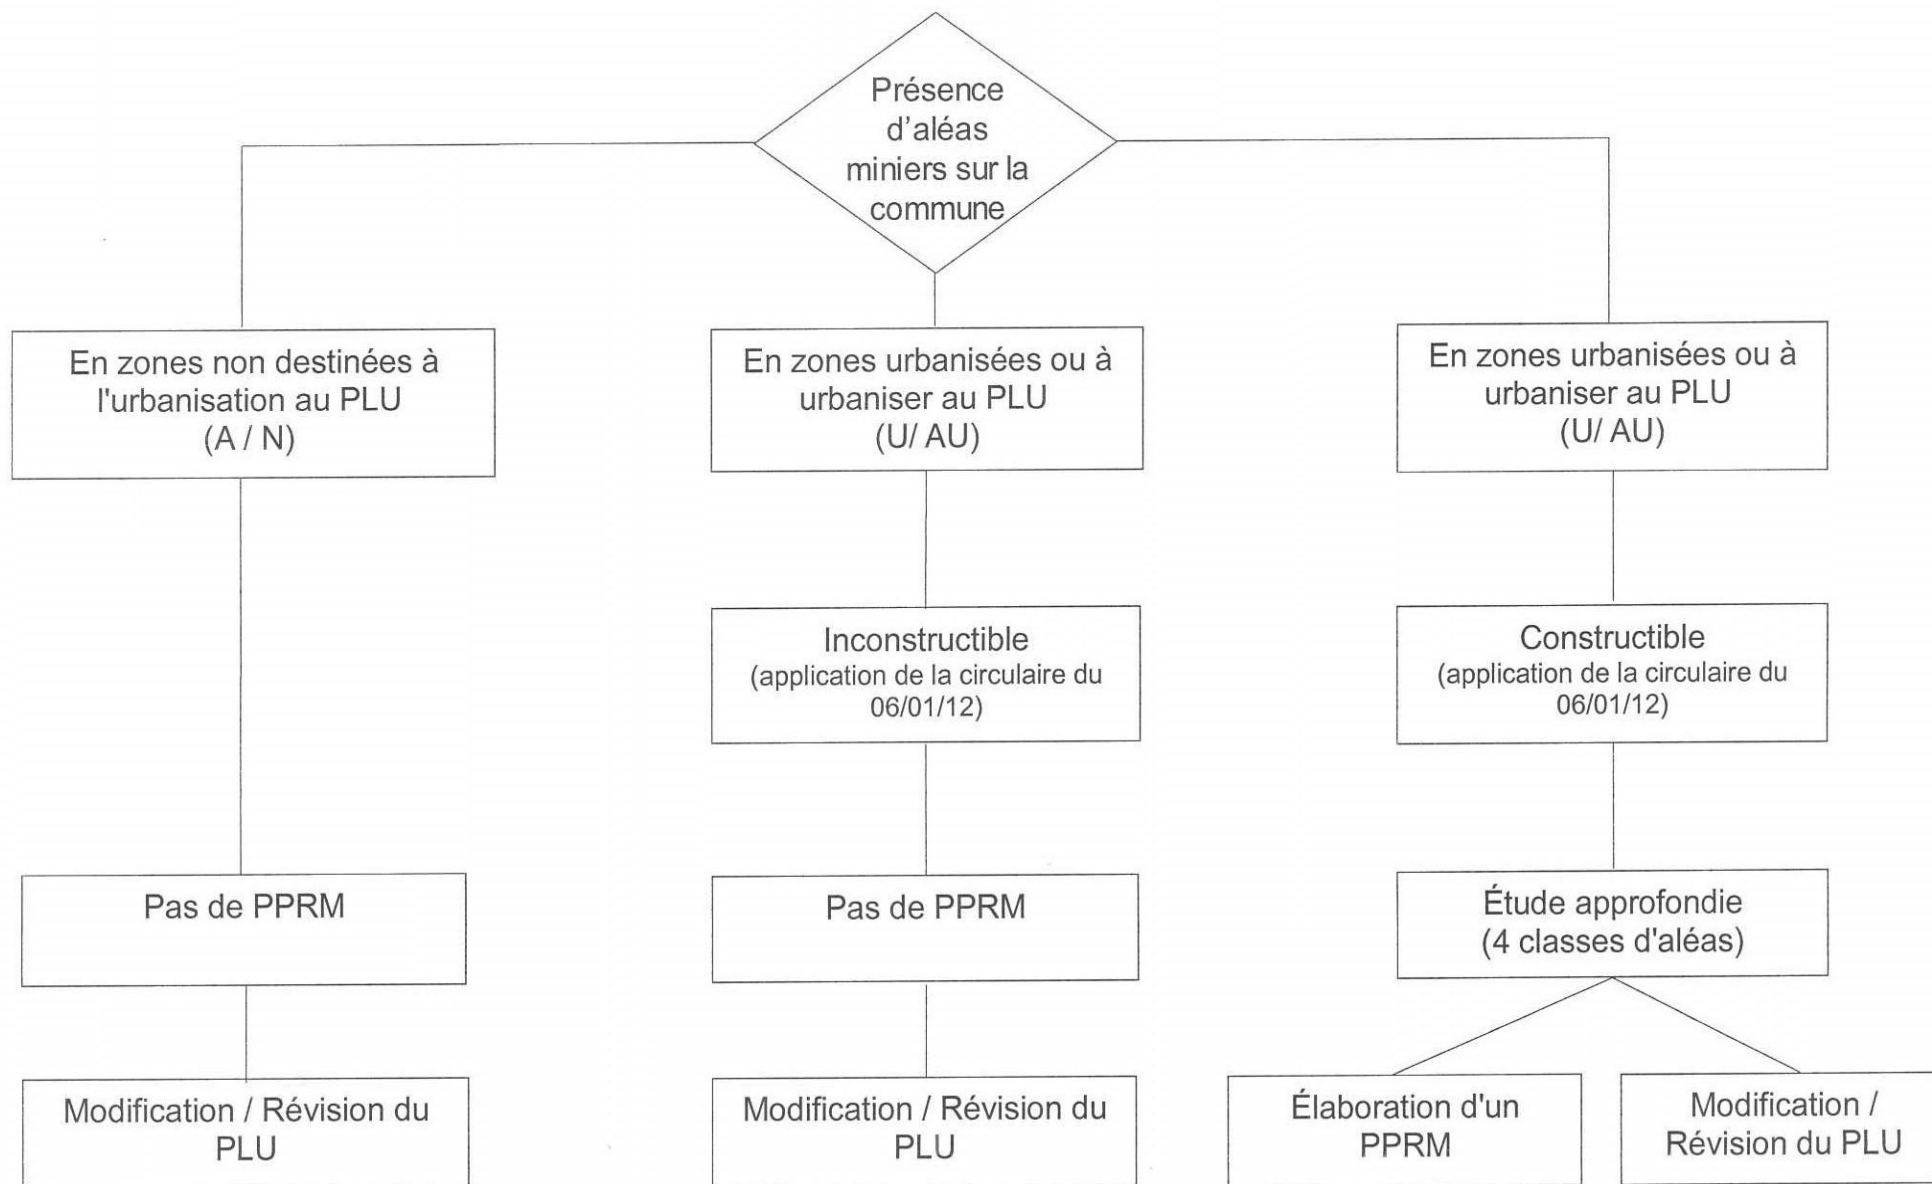 Présence
d'aléas
miniers sur la
commune
En zones non destinées à
l'urbanisation au PLU
(A / N)
En zones urbanisées ou à
urbaniser au PLU
(U/ AU)
En zones urbanisées ou à
urbaniser au PLU
(U/ AU)
Inconstructible
(application de la circulaire du
06/01/12)
Constructible
(application de la circulaire du
06/01/12)
Pas de PPRM
Pas de PPRM
Étude approfondie
(4 classes d'aléas)
Modification / Révision du
PLU
Modification / Révision du
PLU
Élaboration d'un
PPRM
Modification /
Révision du PLU